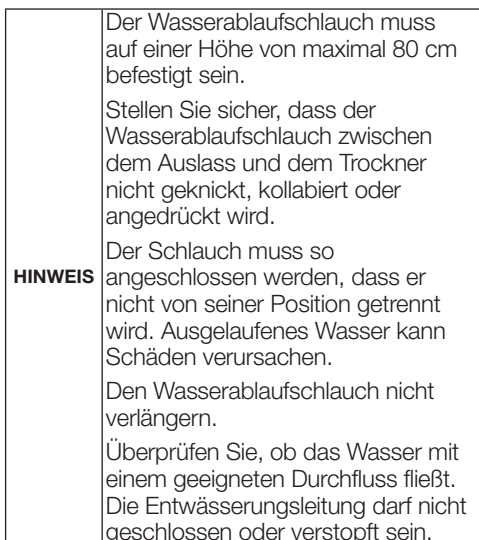 Der Wasserablaufschlauch muss
auf einer Höhe von maximal 80 cm
befestigt sein.
Stellen Sie sicher, dass der
Wasserablaufschlauch zwischen
dem Auslass und dem Trockner
nicht geknickt, kollabiert oder
angedrückt wird.
Der Schlauch muss so
HINWEIS angeschlossen werden, dass er
nicht von seiner Position getrennt
wird. Ausgelaufenes Wasser kann
Schäden verursachen.
Den Wasserablaufschlauch nicht
verlängern.
Überprüfen Sie, ob das Wasser mit
einem geeigneten Durchfluss fließt.
Die Entwässerungsleitung darf nicht
geschlossen oder verstopft sein.